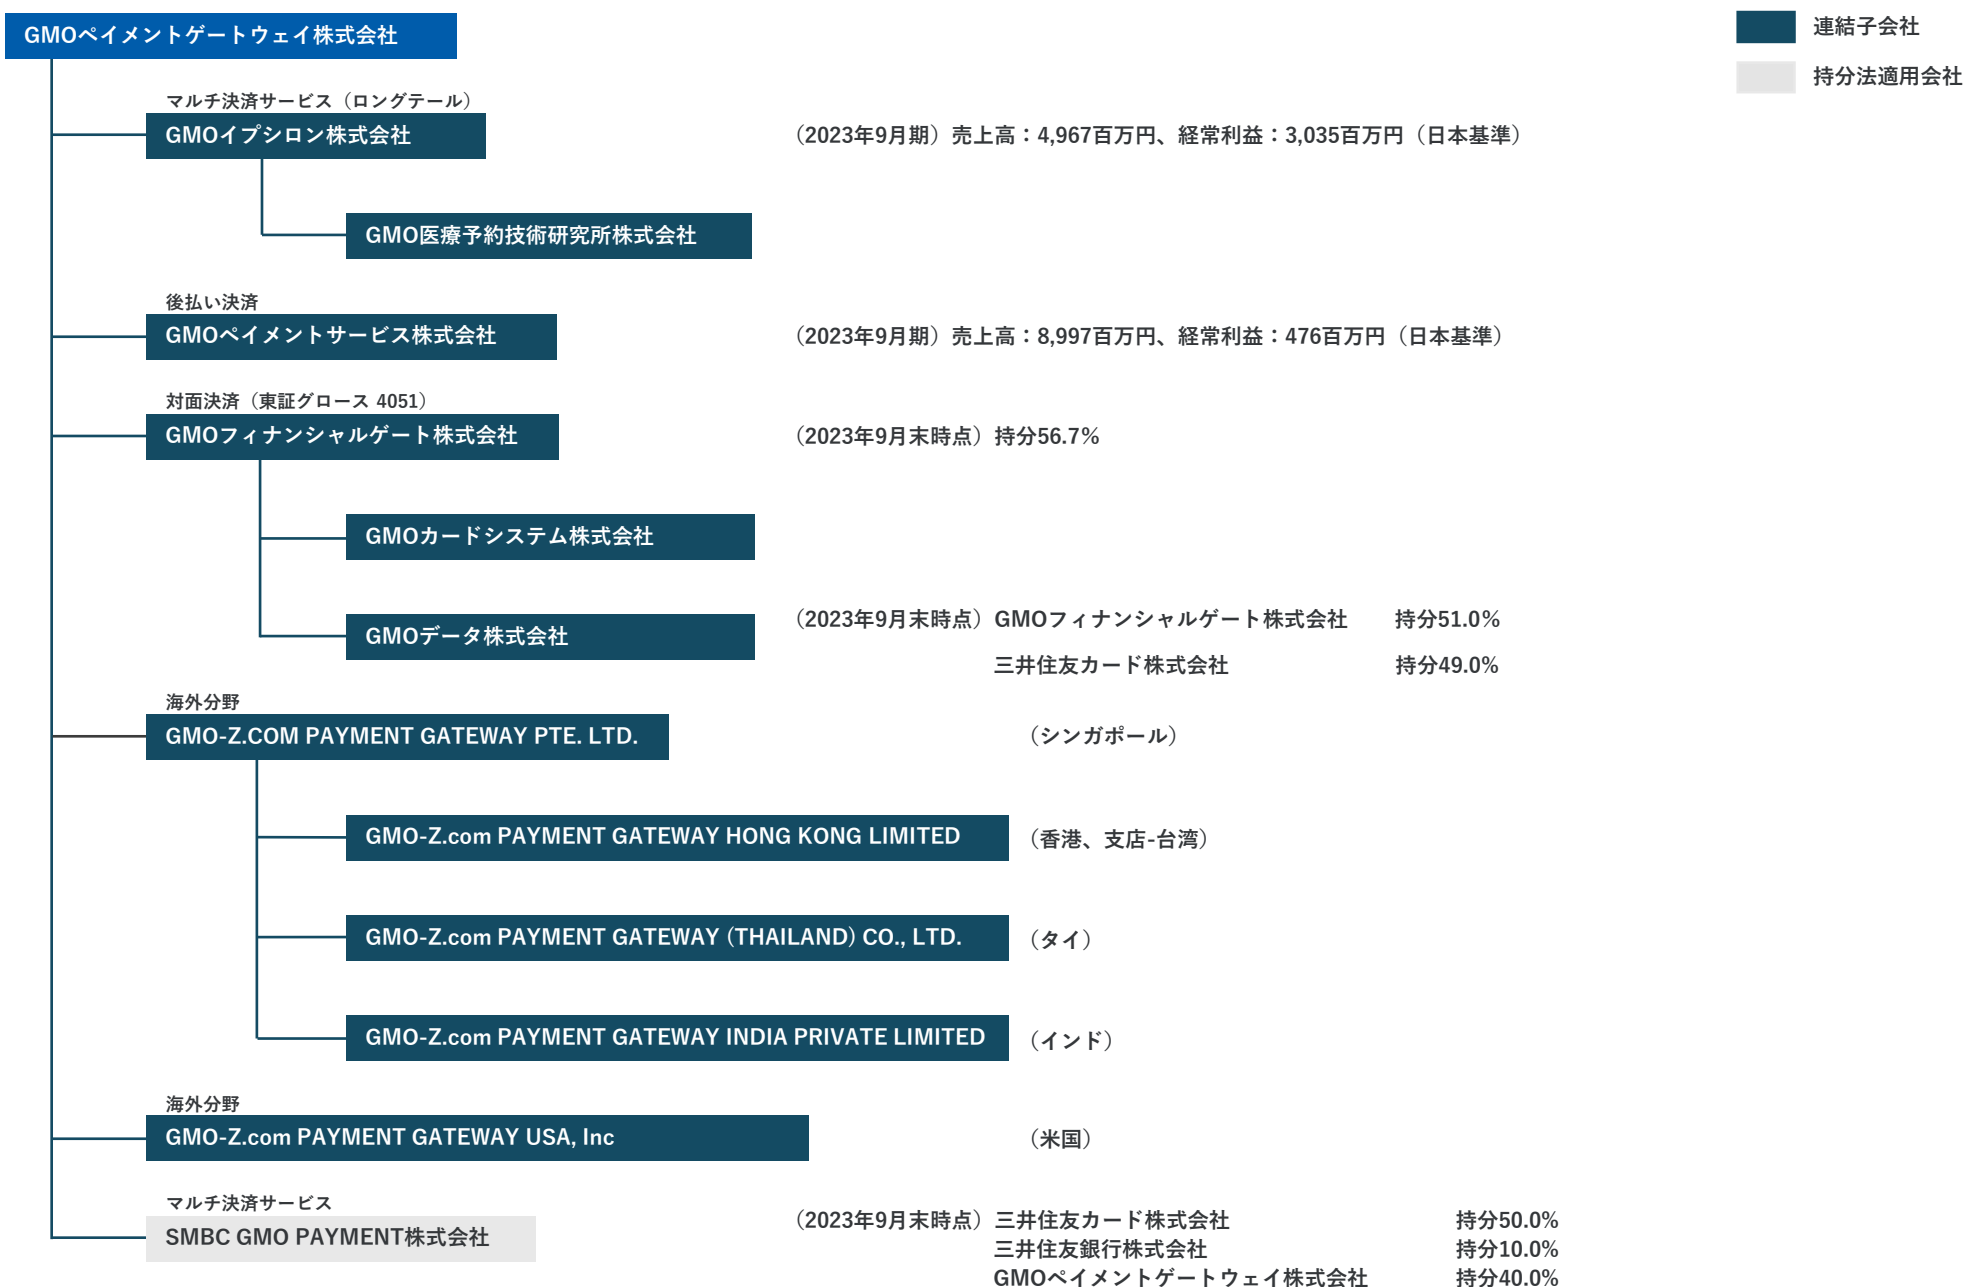 GMOペイメントゲートウェイ株式会社
連結子会社
持分法適用会社
マルチ決済サービス（ロングテール）
GMOイプシロン株式会社
（2023年9月期）売上高：4,967百万円、経常利益：3,035百万円（日本基準）
GMO医療予約技術研究所株式会社
後払い決済
GMOペイメントサービス株式会社
（2023年9月期）売上高：8,997百万円、経常利益：476百万円（日本基準）
対面決済（東証グロース 4051）
GMOフィナンシャルゲート株式会社
（2023年9月末時点）持分56.7%
GMOカードシステム株式会社
GMOデータ株式会社
（2023年9月末時点）GMOフィナンシャルゲート株式会社 持分51.0%
三井住友カード株式会社 持分49.0%
海外分野
GMO-Z.COM PAYMENT GATEWAY PTE. LTD.
（シンガポール）
GMO-Z.com PAYMENT GATEWAY HONG KONG LIMITED
（香港、支店-台湾）
GMO-Z.com PAYMENT GATEWAY (THAILAND) CO., LTD.
（タイ）
GMO-Z.com PAYMENT GATEWAY INDIA PRIVATE LIMITED
（インド）
海外分野
GMO-Z.com PAYMENT GATEWAY USA, Inc
（米国）
マルチ決済サービス
SMBC GMO PAYMENT株式会社
（2023年9月末時点）三井住友カード株式会社 持分50.0%
三井住友銀行株式会社 持分10.0%
GMOペイメントゲートウェイ株式会社 持分40.0%